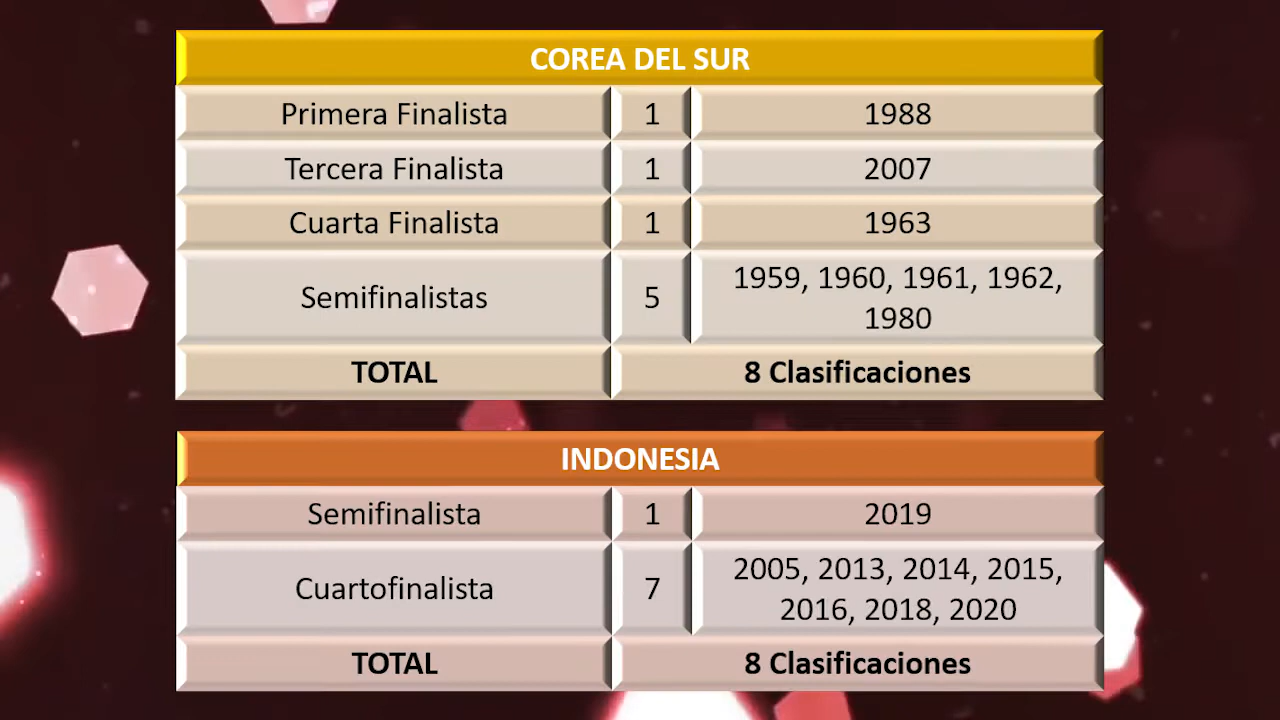 COREA DEL SUR
Primera Finalista 1 1988
Tercera Finalista 1 2007
Cuarta Finalista 1 1963
Semifinalistas 5 1959, 1960, 1961, 1962,
1980
TOTAL 8 Clasificaciones
INDONESIA
Semifinalista 1 2019
Cuartofinalista 7 2005, 2013, 2014, 2015,
2016, 2018, 2020
TOTAL 8 Clasificaciones